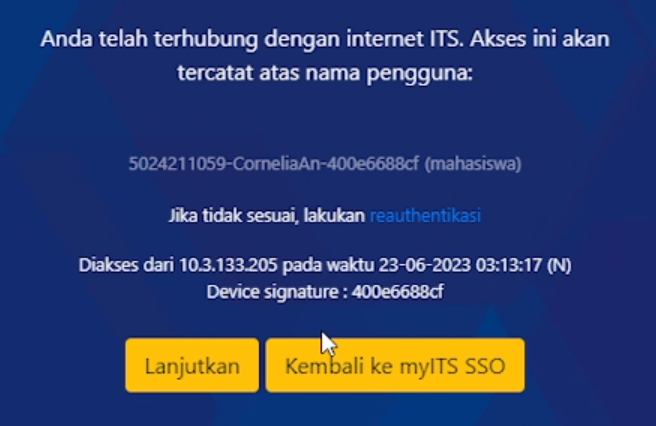 Anda telah terhubung dengan internet ITS. Akses ini akan
tercatat atas nama pengguna:
5024211059-CorneliaAn-400e6688cf (mahasiswa)
Jika tidak sesuai, lakukan reauthentikasi
Diakses dari 10.3.133.205 pada waktu 23-06-2023 03:13:17 (N)
Device signature : 400e6688cf
Lanjutkan
Kembali ke myITS SSO